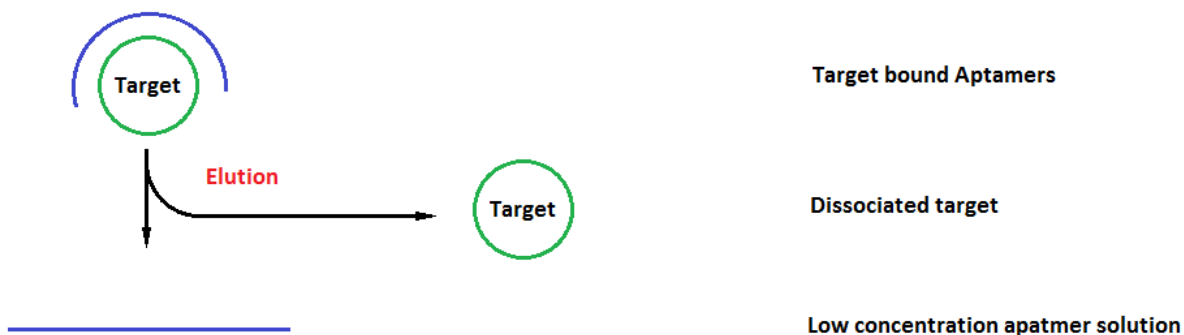 Target
Target bound Aptamers
Elution
Target
Dissociated target
Low concentration apatmer solution